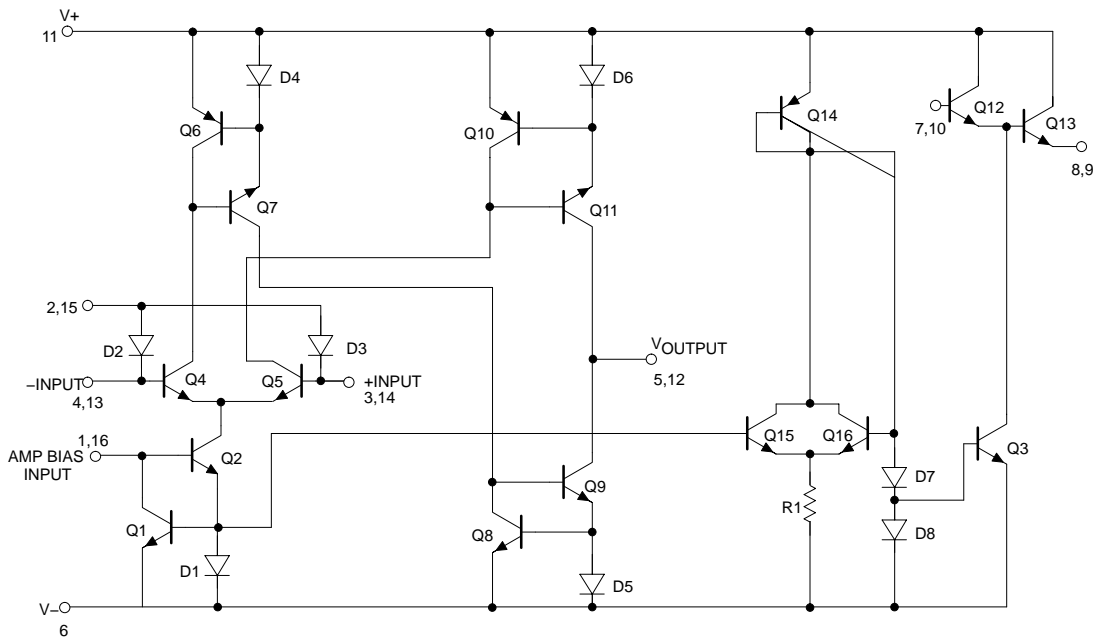 V+
11
D4
D6
Q6
Q10
Q14
Q12
7,10
Q13
8,9
Q7
Q11
2,15
D2
D3
VOUTPUT
5,12
–INPUT
4,13
Q4
Q5
+INPUT
3,14
1,16
AMP BIAS
INPUT
Q2
Q15
Q16
Q3
D7
Q9
R1
Q1
Q8
D8
D1
D5
V–
6